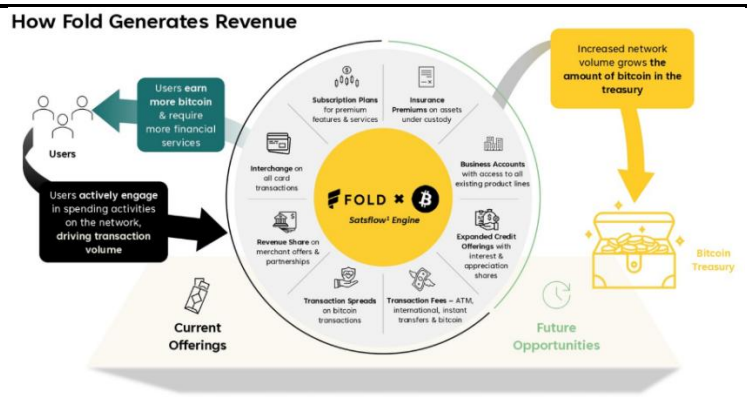 How Fold Generates Revenue
Users earn
more bitcoin
& require
more financial
services
Users
Users actively engage
in spending activities
on the network,
driving transaction
volume
Subscription Plans
for premium
features & services
Insurance
Premiums on assets
under custody
Interchange on
all card
transactions
Business Accounts
with access to all
existing product lines
FOLD × ₿
Satsflow¹ Engine
Revenue Share on
merchant offers &
partnerships
Expanded Credit
Offerings with
interest &
appreciation
shares
Transaction Spreads
on bitcoin
transactions
Transaction Fees – ATM,
international, instant
transfers & bitcoin
Increased network
volume grows the
amount of bitcoin in the
treasury
Bitcoin
Treasury
Current
Offerings
Future
Opportunities